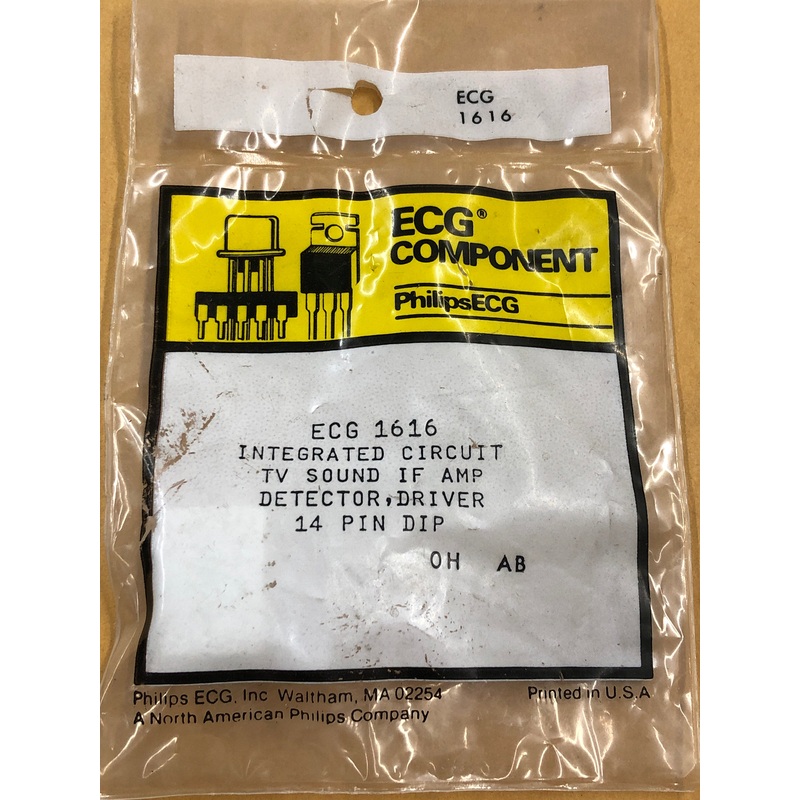 ECG
1616
ECG®
COMPONENT
PhilipsECG
ECG 1616
INTEGRATED CIRCUIT
TV SOUND IF AMP
DETECTOR,DRIVER
14 PIN DIP
OH AB
Philips ECG, Inc Waltham, MA 02254 Printed in U.S.A
A North American Philips Company